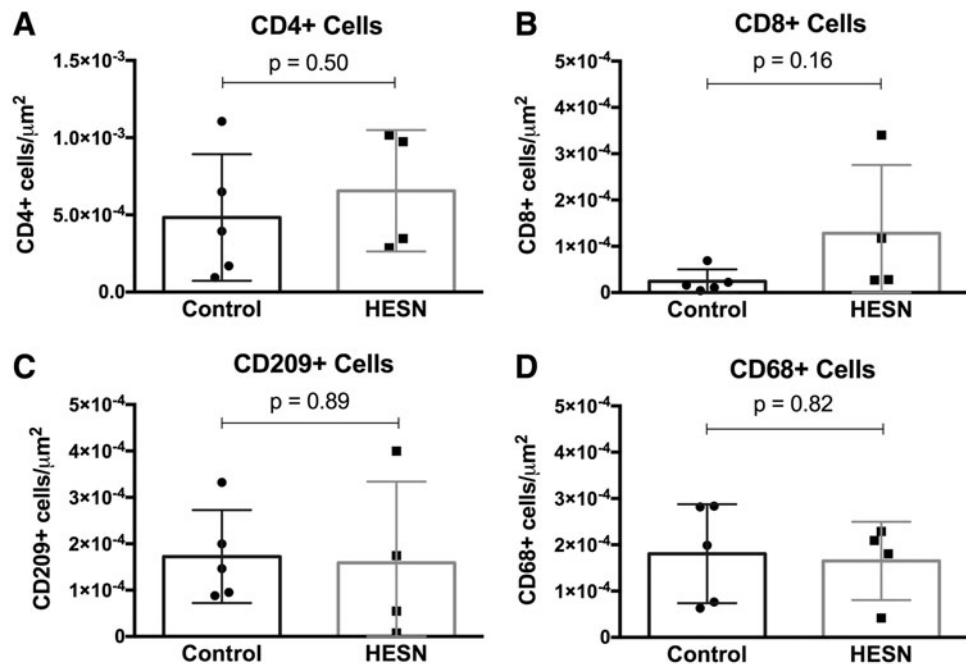 A
CD4+ Cells
p = 0.50
CD4+ cells/μm²
1.5×10⁻³
1.0×10⁻³
5.0×10⁻⁴
0.0
Control
HESN
B
CD8+ Cells
p = 0.16
CD8+ cells/μm²
5×10⁻⁴
4×10⁻⁴
3×10⁻⁴
2×10⁻⁴
1×10⁻⁴
0
Control
HESN
C
CD209+ Cells
p = 0.89
CD209+ cells/μm²
5×10⁻⁴
4×10⁻⁴
3×10⁻⁴
2×10⁻⁴
1×10⁻⁴
0
Control
HESN
D
CD68+ Cells
p = 0.82
CD68+ cells/μm²
5×10⁻⁴
4×10⁻⁴
3×10⁻⁴
2×10⁻⁴
1×10⁻⁴
0
Control
HESN